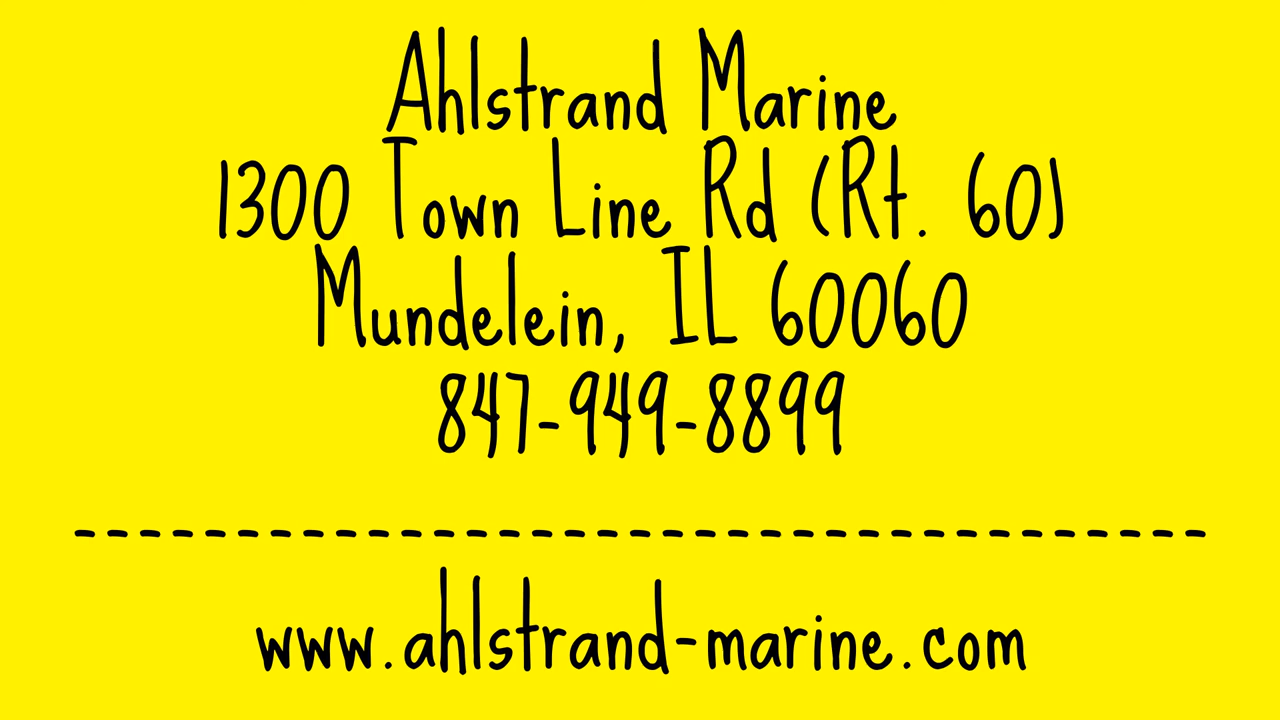 Ahlstrand Marine
1300 Town Line Rd (Rt. 60)
Mundelein, IL 60060
847-949-8899
-----------------------------------
www.ahlstrand-marine.com